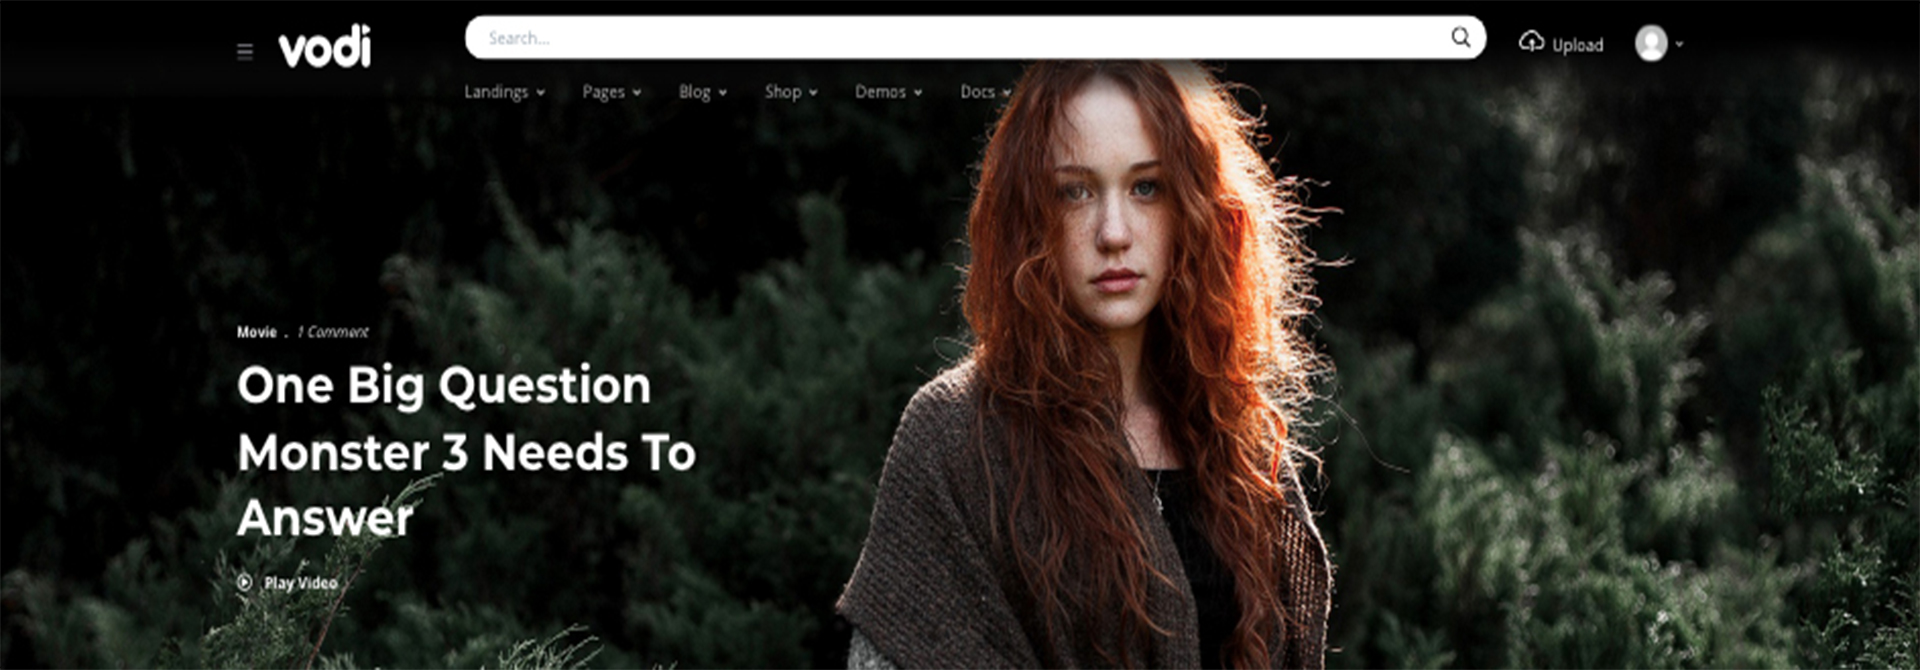 vodi
Search...
Upload
Landings Pages Blog Shop Demos Docs
Movie . 1 Comment
One Big Question
Monster 3 Needs To
Answer
Play Video